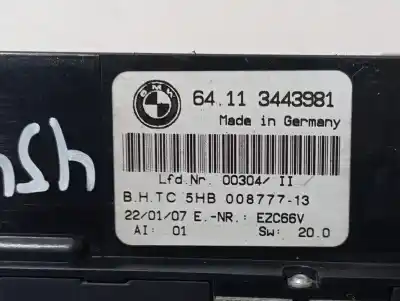 BMW
64.11 3443981
Made in Germany
Lfd.Nr. 00304/ II
B.H.TC 5HB 008777-13
22/01/07 E.-NR.: EZC66V
AI: 01 SW: 20.0